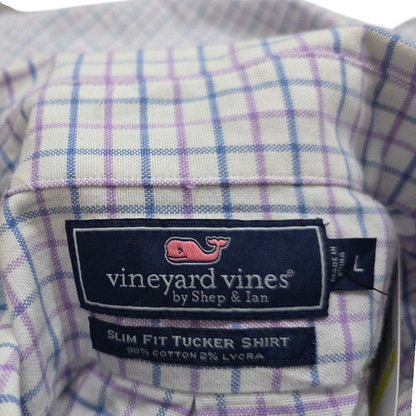 vineyard vines®
by Shep & Ian
L
MADE IN
CHINA
SLIM FIT TUCKER SHIRT
98% COTTON 2% LYCRA